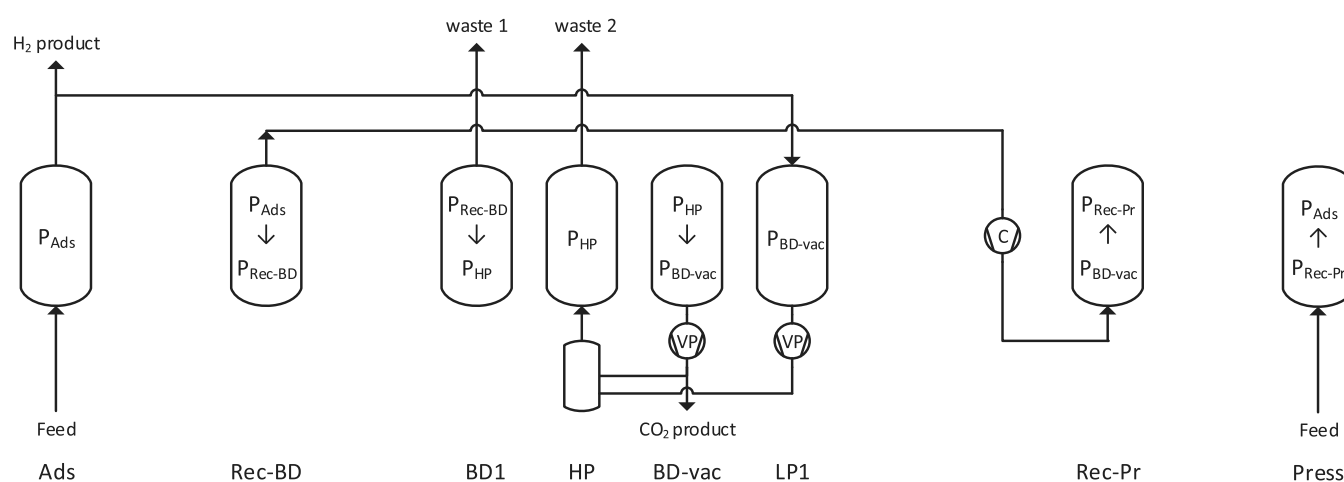 waste 1 waste 2
H₂ product
P_Ads P_Rec-BD P_HP P_Rec-Pr
P_Ads
P_Ads P_HP P_BD-vac C
P_Rec-BD P_HP P_BD-vac P_BD-vac P_Rec-Pr
VP VP
Feed CO₂ product Feed
Ads Rec-BD BD1 HP BD-vac LP1 Rec-Pr Press